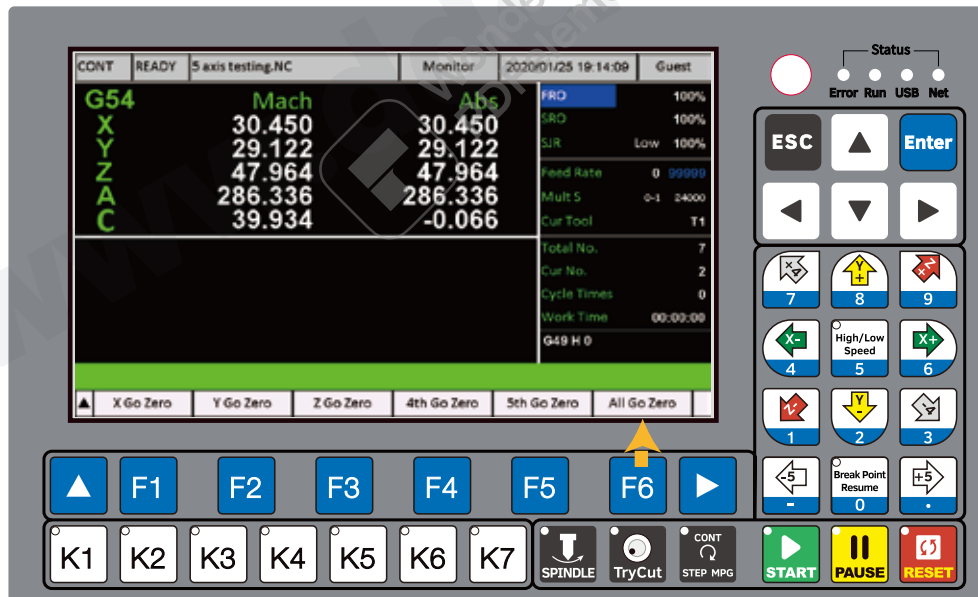 CONT READY 5 axis testing.NC Monitor 2020/01/25 19:14:09 Guest
G54 Mach Abs
X 30.450 30.450
Y 29.122 29.122
Z 47.964 47.964
A 286.336 286.336
C 39.934 -0.066
FRO 100%
SRO 100%
SJR Low 100%
Feed Rate 0 99999
Mult S 0-1 24000
Cur Tool T1
Total No. 7
Cur No. 2
Cycle Times 0
Work Time 00:00:00
G49 H 0
X Go Zero Y Go Zero Z Go Zero 4th Go Zero 5th Go Zero All Go Zero
F1 F2 F3 F4 F5 F6
K1 K2 K3 K4 K5 K6 K7
SPINDLE TryCut CONT
STEP MPG
Status
Error Run USB Net
ESC Enter
7 Y+ 8 Z+ 9
X- 4 High/Low
Speed
5 X+ 6
Z- 1 Y- 2 -4 3
-5 - Break Point
Resume
0 +5 .
START PAUSE RESET